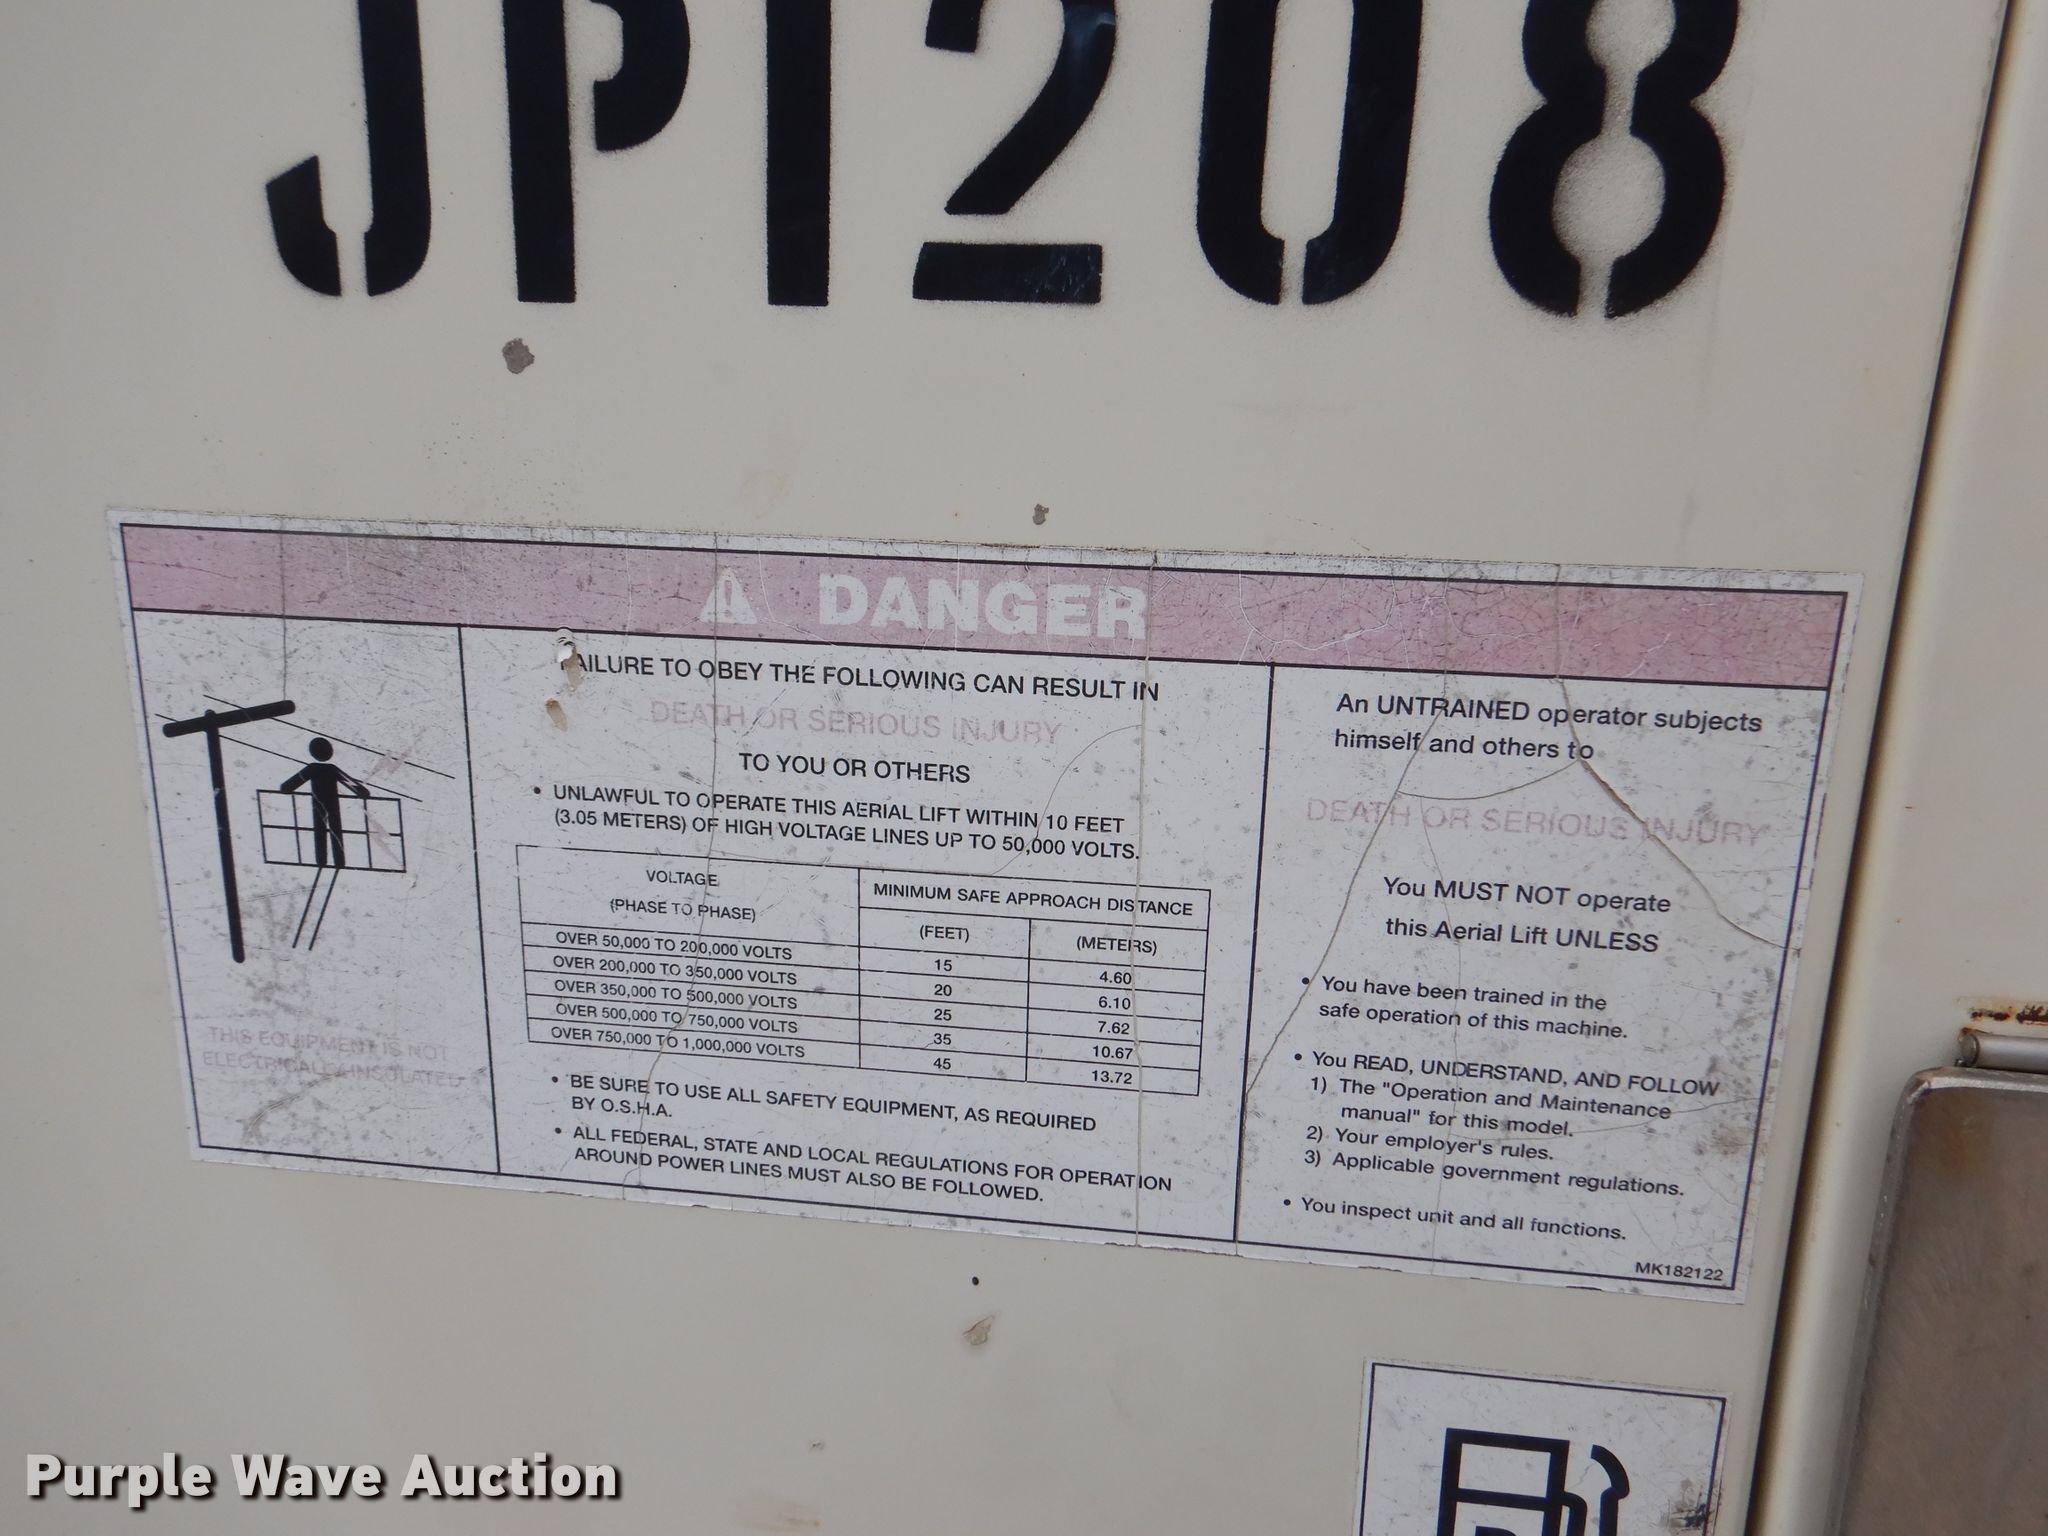 JP1208
DANGER
FAILURE TO OBEY THE FOLLOWING CAN RESULT IN
DEATH OR SERIOUS INJURY
TO YOU OR OTHERS
• UNLAWFUL TO OPERATE THIS AERIAL LIFT WITHIN 10 FEET
(3.05 METERS) OF HIGH VOLTAGE LINES UP TO 50,000 VOLTS.
VOLTAGE
(PHASE TO PHASE)
MINIMUM SAFE APPROACH DISTANCE
(FEET) (METERS)
OVER 50,000 TO 200,000 VOLTS 15 4.60
OVER 200,000 TO 350,000 VOLTS 20 6.10
OVER 350,000 TO 500,000 VOLTS 25 7.62
OVER 500,000 TO 750,000 VOLTS 35 10.67
OVER 750,000 TO 1,000,000 VOLTS 45 13.72
• BE SURE TO USE ALL SAFETY EQUIPMENT, AS REQUIRED
BY O.S.H.A.
• ALL FEDERAL, STATE AND LOCAL REGULATIONS FOR OPERATION
AROUND POWER LINES MUST ALSO BE FOLLOWED.
THIS EQUIPMENT IS NOT
ELECTRICALLY INSULATED
An UNTRAINED operator subjects
himself and others to
DEATH OR SERIOUS INJURY
You MUST NOT operate
this Aerial Lift UNLESS
• You have been trained in the
safe operation of this machine.
• You READ, UNDERSTAND, AND FOLLOW
1) The "Operation and Maintenance
manual" for this model.
2) Your employer's rules.
3) Applicable government regulations.
• You inspect unit and all functions.
MK182122
Purple Wave Auction